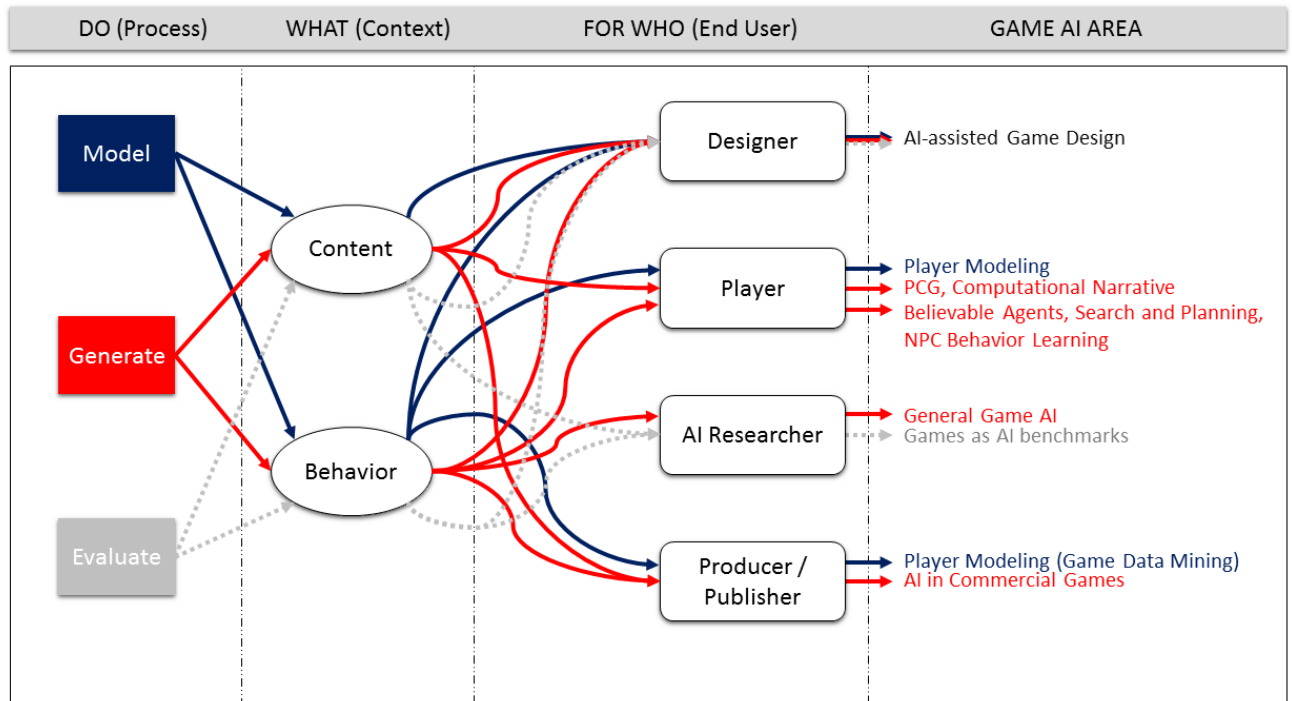 DO (Process) WHAT (Context) FOR WHO (End User) GAME AI AREA
Model
Generate
Evaluate
Content
Behavior
Designer
Player
AI Researcher
Producer /
Publisher
AI-assisted Game Design
Player Modeling
PCG, Computational Narrative
Believable Agents, Search and Planning,
NPC Behavior Learning
General Game AI
Games as AI benchmarks
Player Modeling (Game Data Mining)
AI in Commercial Games